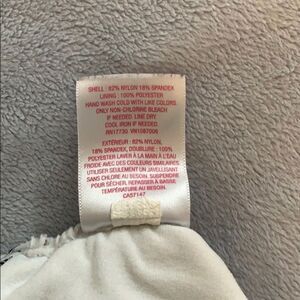 SHELL : 82% NYLON 18% SPANDEX
LINING : 100% POLYESTER
HAND WASH COLD WITH LIKE COLORS.
ONLY NON-CHLORINE BLEACH
IF NEEDED. LINE DRY.
COOL IRON IF NEEDED.
RN17730 VN1087006
EXTÉRIEUR : 82% NYLON,
18% SPANDEX, DOUBLURE : 100%
POLYESTER LAVER À LA MAIN À L'EAU
FROIDE AVEC DES COULEURS SIMILAIRES.
UTILISER SEULEMENT UN JAVELLISANT
SANS CHLORE AU BESOIN. SUSPENDRE
POUR SÉCHER, REPASSER À BASSE
TEMPÉRATURE AU BESOIN.
CA57147